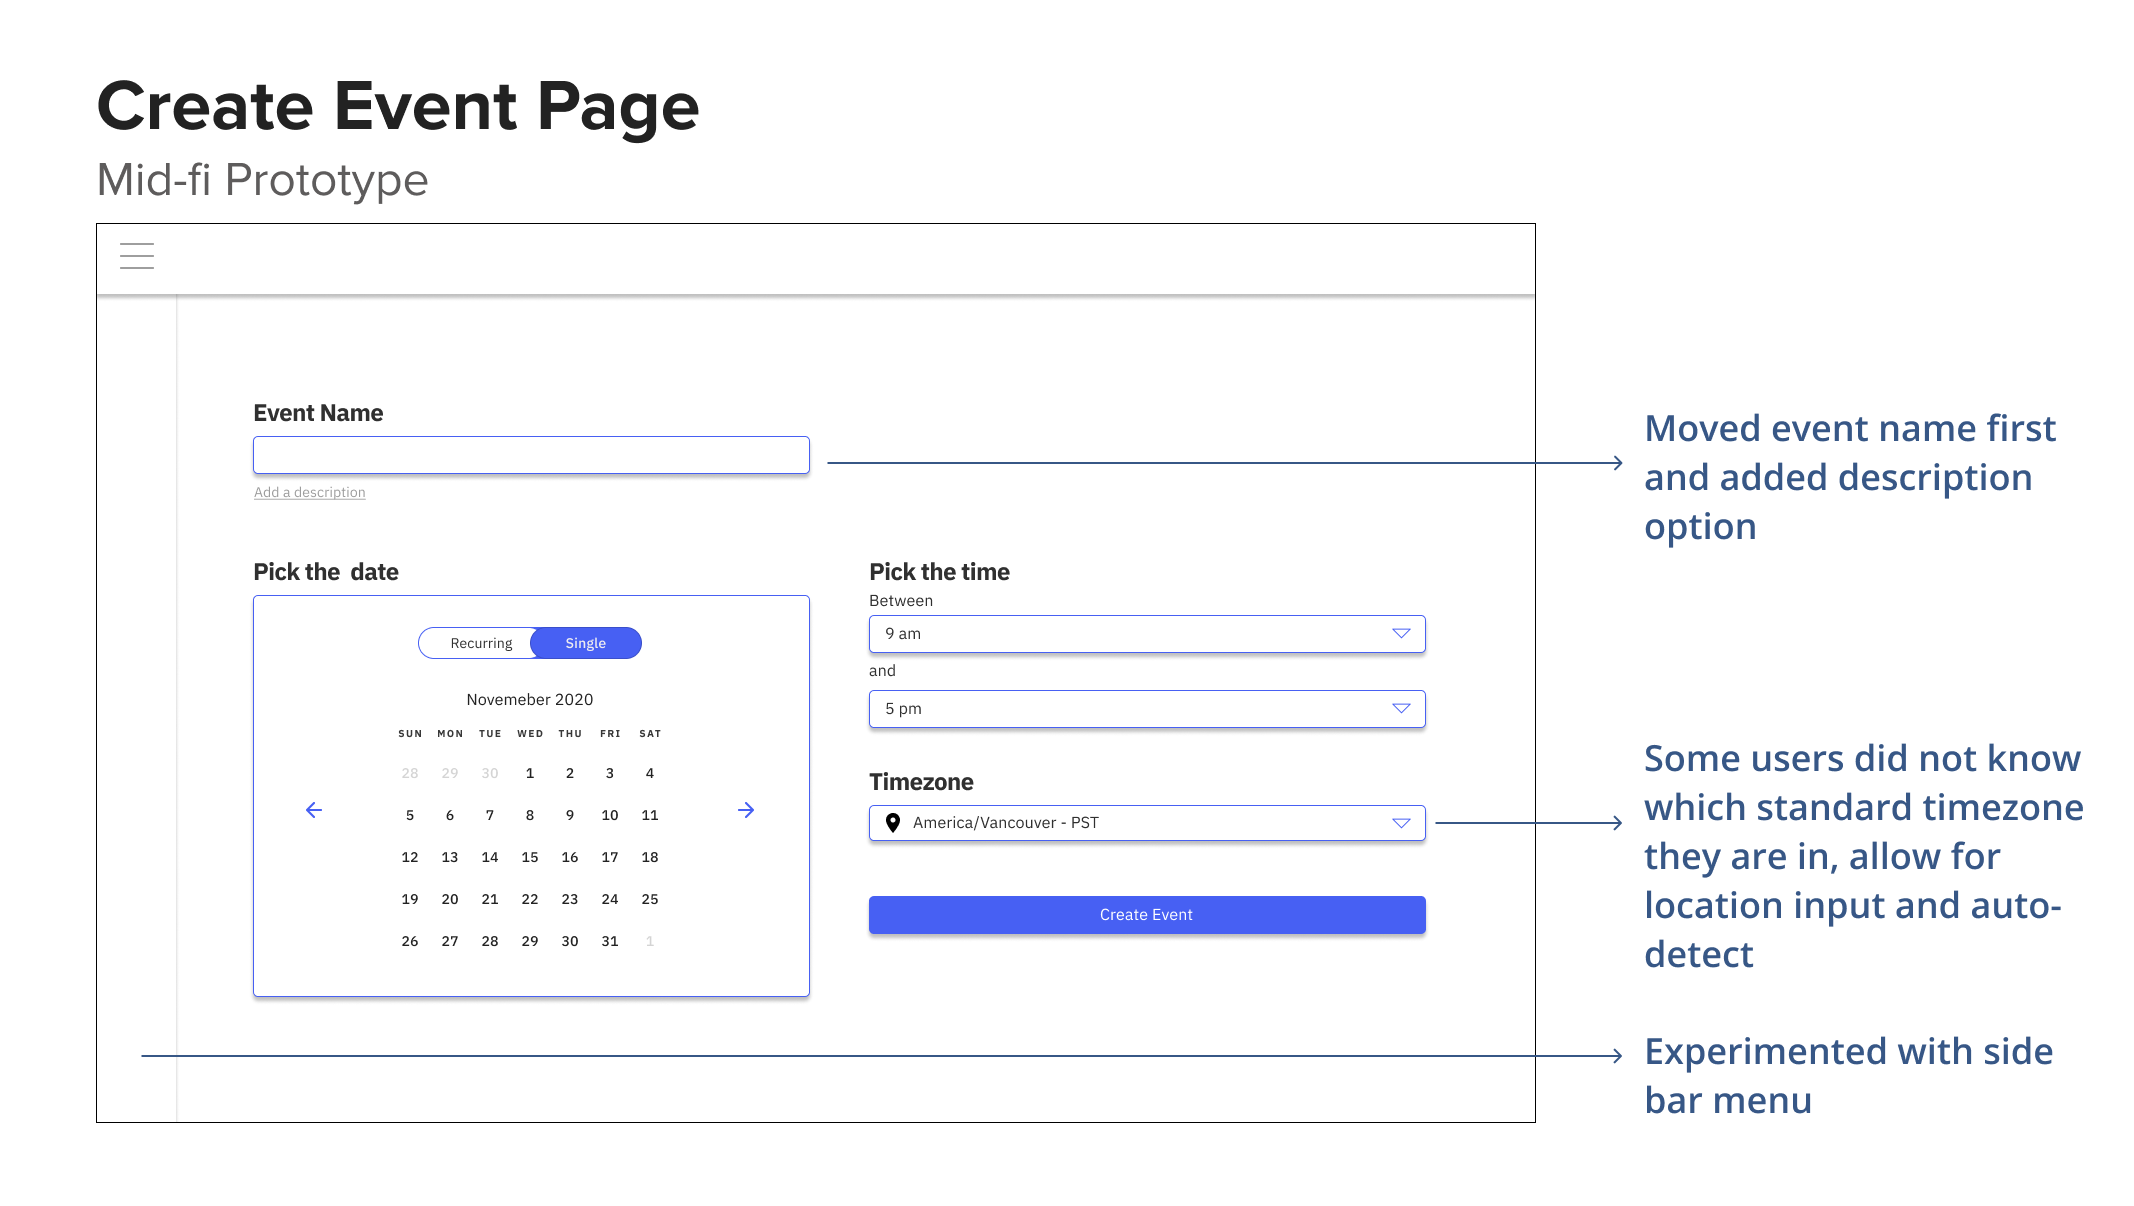 Create Event Page
Mid-fi Prototype
Event Name
Add a description
Moved event name first
and added description
option
Pick the date
Recurring Single
Novemeber 2020
SUN MON TUE WED THU FRI SAT
28 29 30 1 2 3 4
5 6 7 8 9 10 11
12 13 14 15 16 17 18
19 20 21 22 23 24 25
26 27 28 29 30 31 1
Pick the time
Between
9 am
and
5 pm
Timezone
America/Vancouver - PST
Create Event
Some users did not know
which standard timezone
they are in, allow for
location input and auto-
detect
Experimented with side
bar menu